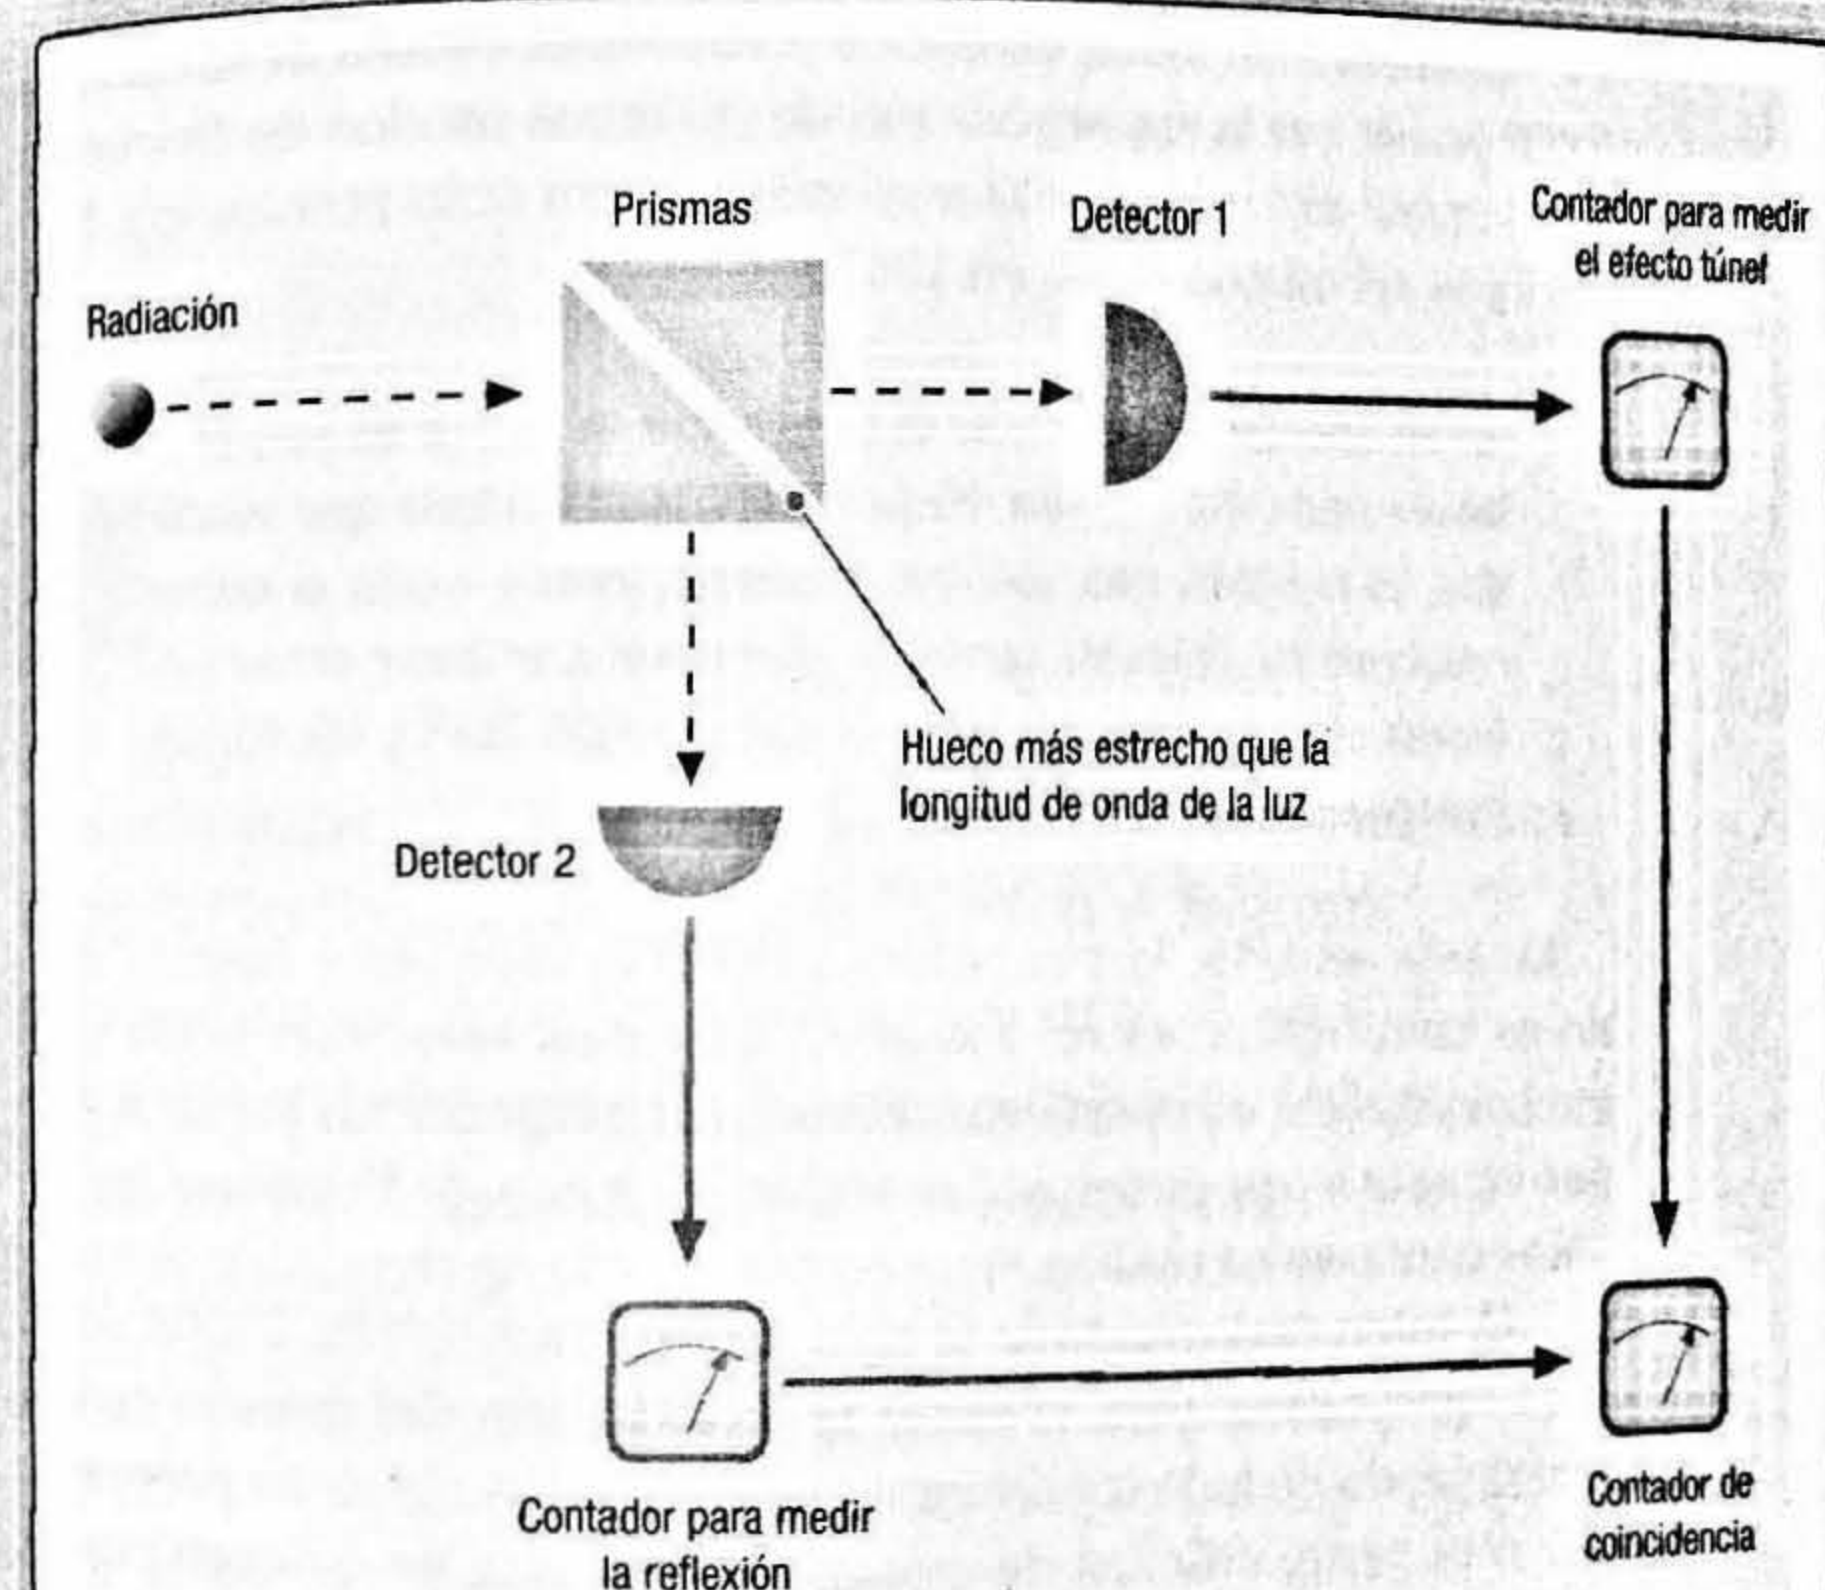 Prismas
Detector 1
Contador para medir
el efecto túnel
Radiación
Hueco más estrecho que la
longitud de onda de la luz
Detector 2
Contador para medir
la reflexión
Contador de
coincidencia